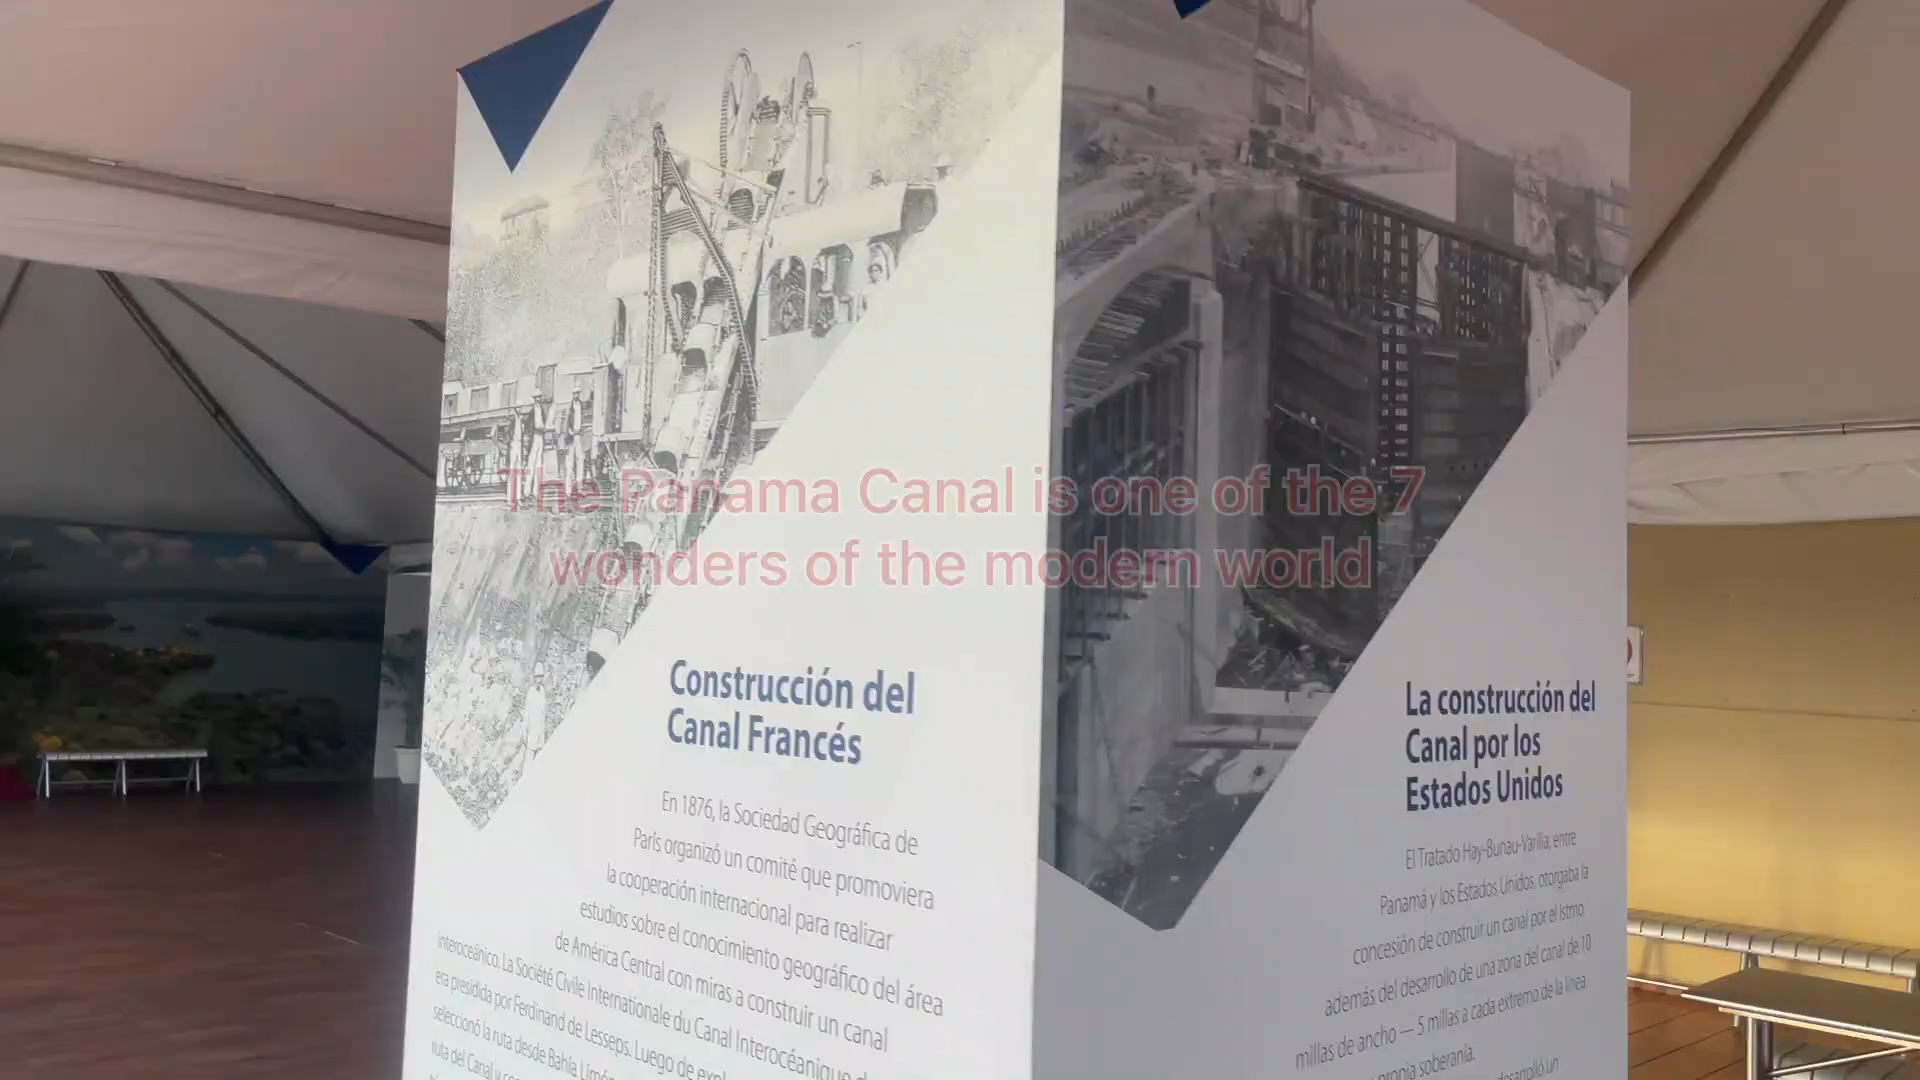 The Panama Canal is one of the 7
wonders of the modern world
Construcción del
Canal Francés
En 1876, la Sociedad Geográfica de
París organizó un comité que promoviera
la cooperación internacional para realizar
estudios sobre el conocimiento geográfico del área
de América Central con miras a construir un canal
interoceánico. La Société Civile Internationale du Canal Interocéanique
era presidida por Ferdinand de Lesseps. Luego de
seleccionó la ruta desde Bahía
ruta del Canal y
La construcción del
Canal por los
Estados Unidos
El Tratado Hay-Bunau-Varilla, entre
Panamá y los Estados Unidos, otorgaba la
concesión de construir un canal por el Istmo,
además del desarrollo de una zona del canal de 10
millas de ancho — 5 millas a cada extremo de la línea
propia soberanía.
desarrolló un